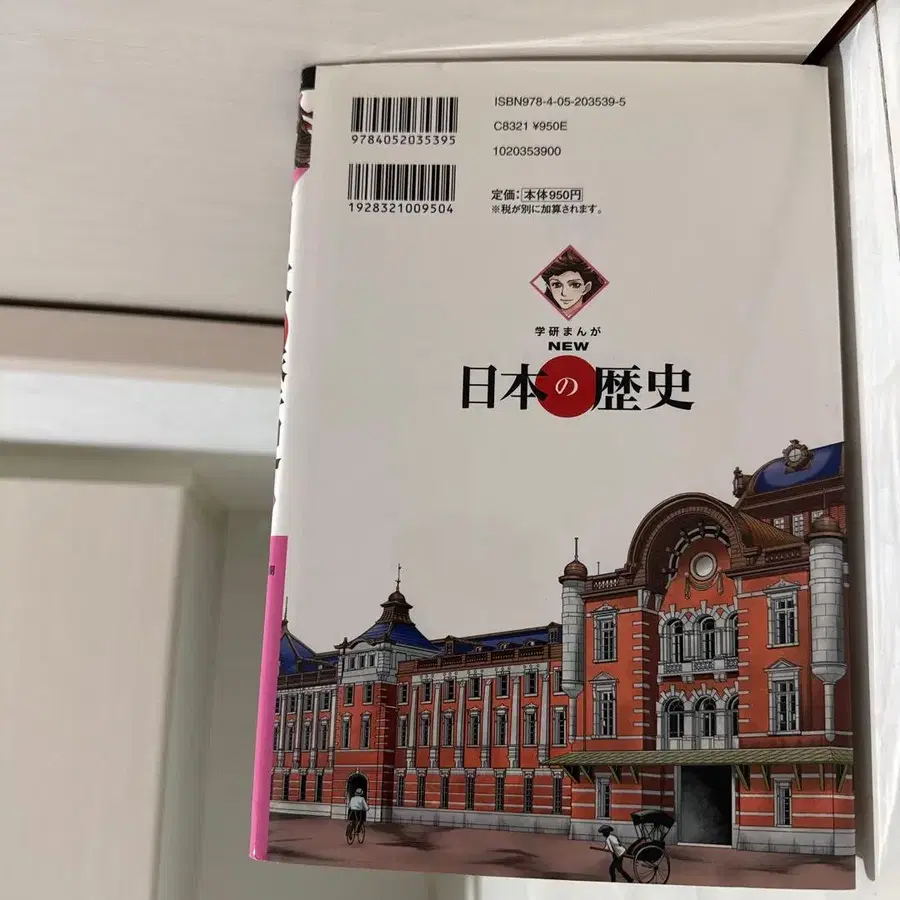 ISBN978-4-05-203539-5
C8321 ¥950E
1020353900
9784052035395
1928321009504
定価：本体950円
※税が別に加算されます。
学研まんが
NEW
日本の歴史